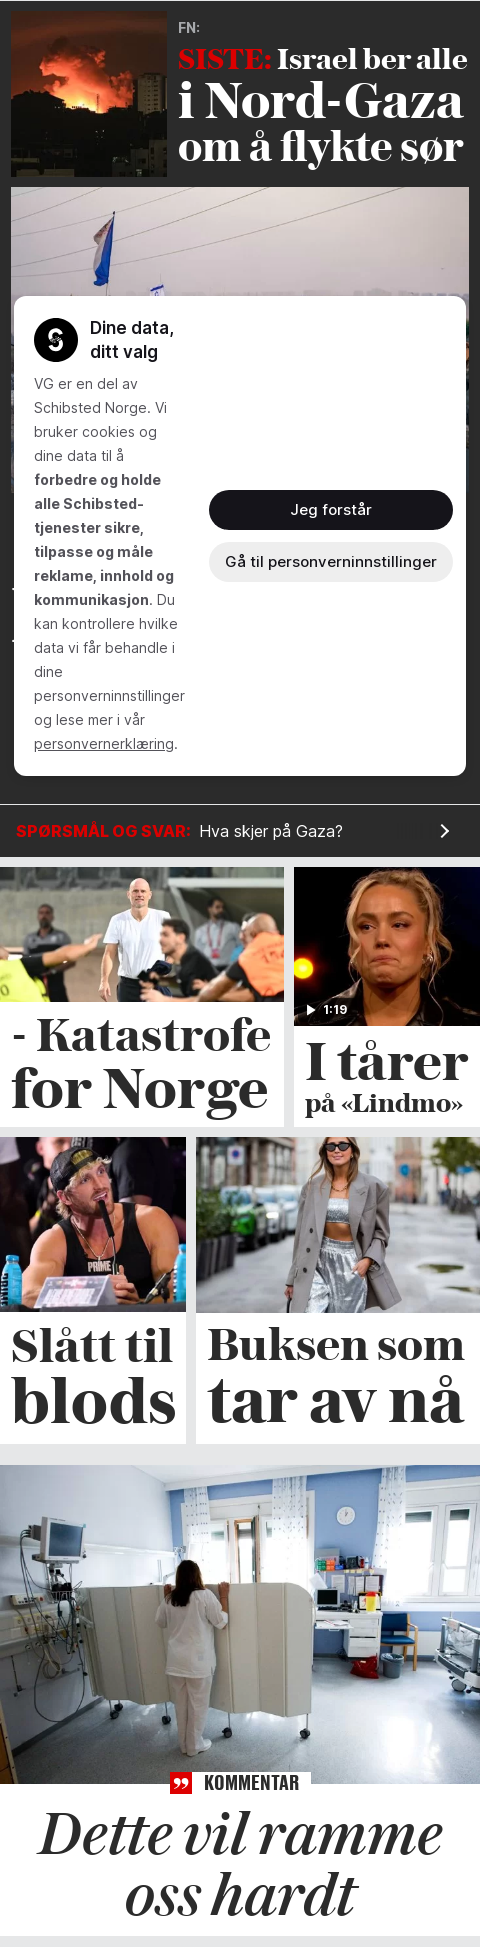 FN:
SISTE: Israel ber alle
i Nord-Gaza
om å flykte sør
Dine data,
ditt valg
VG er en del av
Schibsted Norge. Vi
bruker cookies og
dine data til å
forbedre og holde
alle Schibsted-
tjenester sikre,
tilpasse og måle
reklame, innhold og
kommunikasjon. Du
kan kontrollere hvilke
data vi får behandle i
dine
personverninnstillinger
og lese mer i vår
personvernerklæring.
Jeg forstår
Gå til personverninnstillinger
SPØRSMÅL OG SVAR: Hva skjer på Gaza?
- Katastrofe
for Norge
1:19
I tårer
på «Lindmo»
PRIME
Slått til
blods
Buksen som
tar av nå
KOMMENTAR
Dette vil ramme
oss hardt